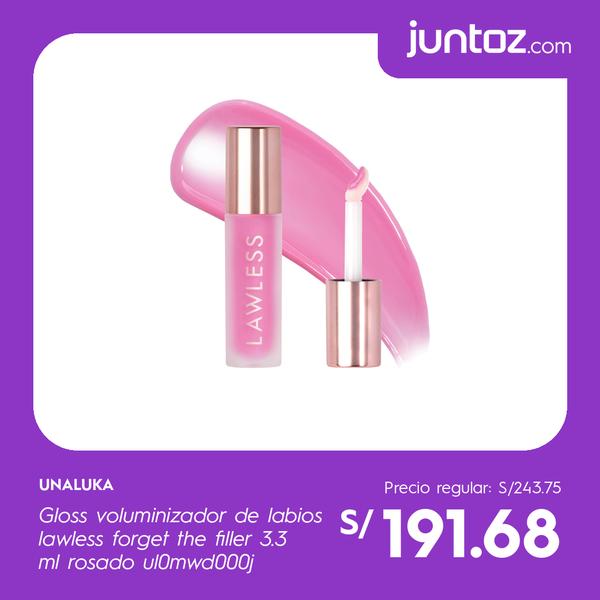 juntoz.com
LAWLESS
UNALUKA
Gloss voluminizador de labios
lawless forget the filler 3.3
ml rosado ul0mwd000j
Precio regular: S/243.75
S/191.68